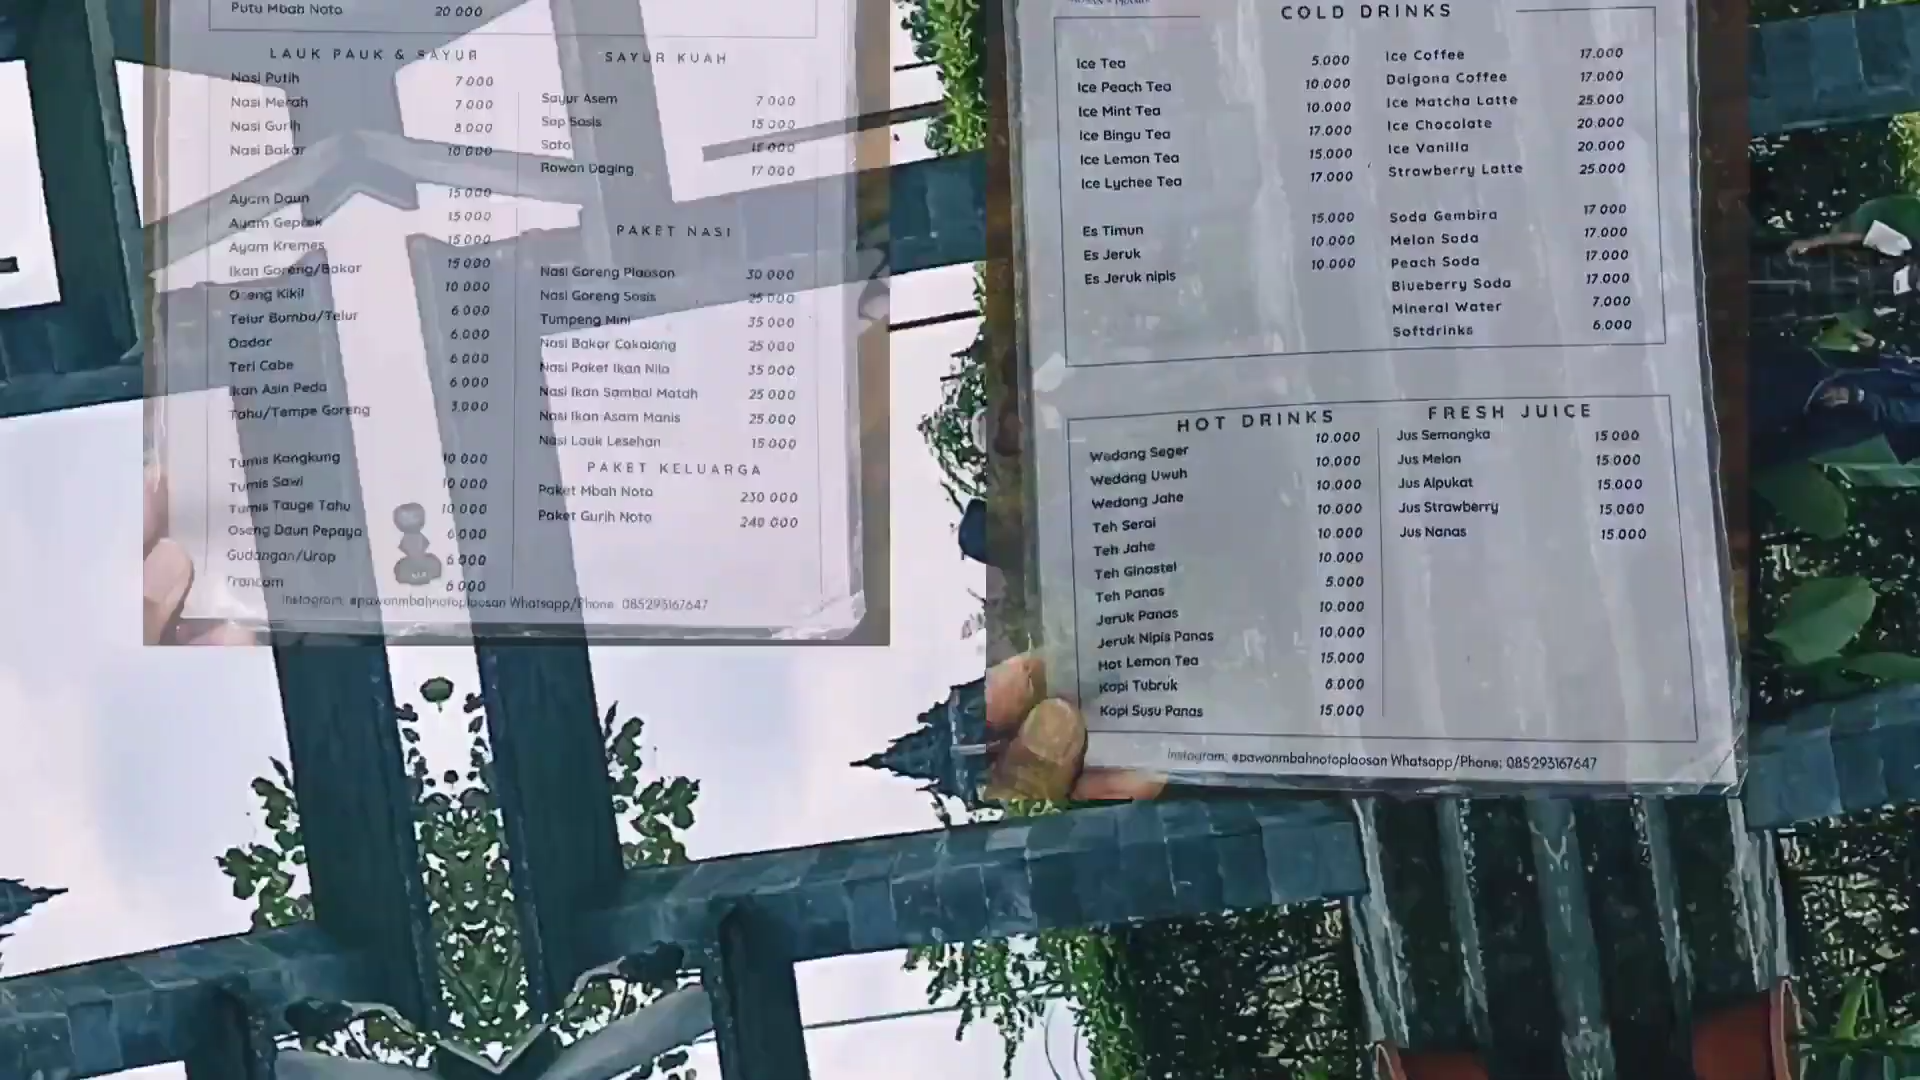 Putu Mbah Noto 20 000
LAUK PAUK & SAYUR
Nasi Putih 7 000
Nasi Merah 7 000
Nasi Gurih 8 000
Nasi Bakar 10 000
Ayam Daun 15 000
Ayam Geprek 15 000
Ayam Kremes 15 000
Ikan Goreng/Bakar 15 000
Oseng Kikil 10 000
Telur Bumbu/Telur 6 000
Dadar 6.000
Teri Cabe 6 000
Ikan Asin Peda 6 000
Tahu/Tempe Goreng 3.000
Tumis Kangkung 10 000
Tumis Sawi 10 000
Tumis Tauge Tahu 10 000
Oseng Daun Pepaya 6 000
Gudangan/Urap 6 000
Trancam 6 000
SAYUR KUAH
Sayur Asem 7 000
Sop Sosis 15 000
Soto
Rawon Daging 17 000
PAKET NASI
Nasi Goreng Plaosan 30 000
Nasi Goreng Sosis 25 000
Tumpeng Mini 35 000
Nasi Bakar Cakalang 25 000
Nasi Paket Ikan Nila 35 000
Nasi Ikan Sambal Matah 25 000
Nasi Ikan Asam Manis 25.000
Nasi Lauk Lesehan 15 000
PAKET KELUARGA
Paket Mbah Noto 230 000
Paket Gurih Noto 240 000
Instagram: @pawonmbahnotoplaosan Whatsapp/Phone 085293167647
COLD DRINKS
Ice Tea 5.000
Ice Peach Tea 10.000
Ice Mint Tea 10.000
Ice Bingu Tea 17.000
Ice Lemon Tea 15.000
Ice Lychee Tea 17.000
Es Timun 15.000
Es Jeruk 10.000
Es Jeruk nipis 10.000
Ice Coffee 17.000
Dalgona Coffee 17.000
Ice Matcha Latte 25.000
Ice Chocolate 20.000
Ice Vanilla 20.000
Strawberry Latte 25.000
Soda Gembira 17 000
Melon Soda 17.000
Peach Soda 17.000
Blueberry Soda 17.000
Mineral Water 7.000
Softdrinks 6.000
HOT DRINKS
Wedang Seger 10.000
Wedang Uwuh 10.000
Wedang Jahe 10.000
Teh Serai 10.000
Teh Jahe 10.000
Teh Ginastel 10.000
Teh Panas 5.000
Jeruk Panas 10.000
Jeruk Nipis Panas 10.000
Hot Lemon Tea 15.000
Kopi Tubruk 8.000
Kopi Susu Panas 15.000
FRESH JUICE
Jus Semangka 15 000
Jus Melon 15.000
Jus Alpukat 15.000
Jus Strawberry 15.000
Jus Nanas 15.000
Instagram: @pawonmbahnotoplaosan Whatsapp/Phone: 085293167647